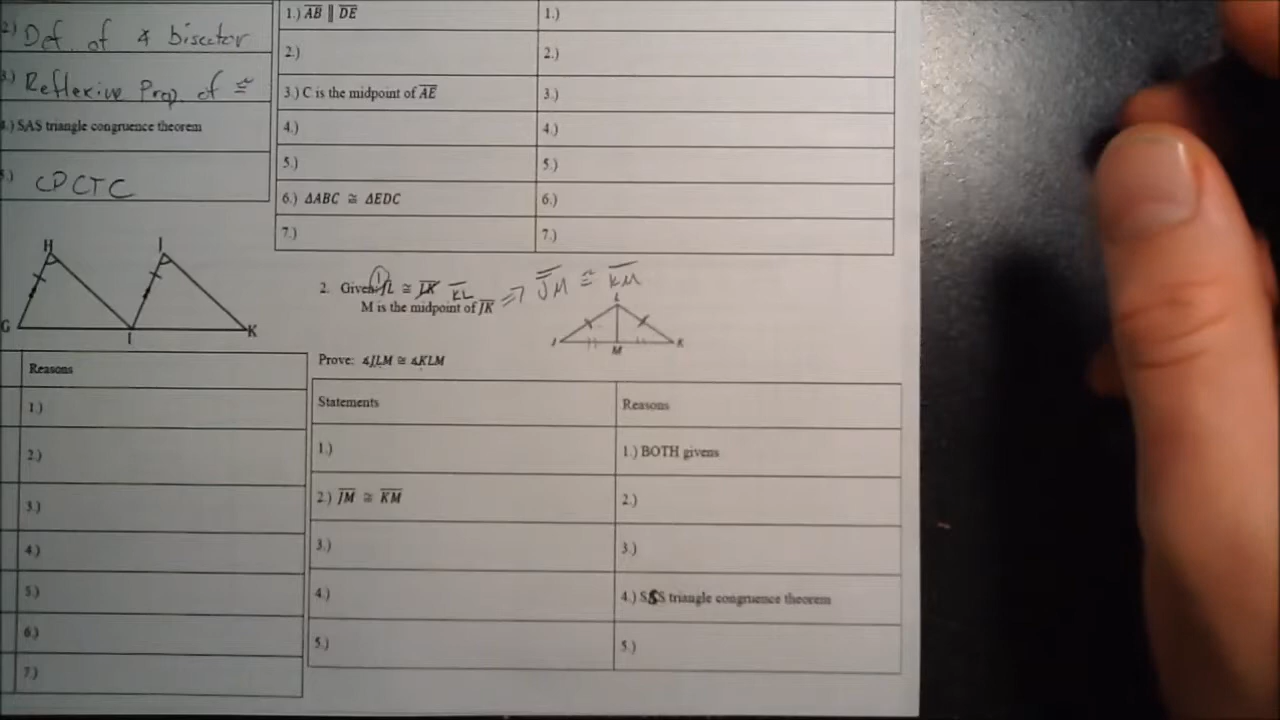 2.) Def. of ∡ bisector
3.) Reflexive Prop. of ≅
4.) SAS triangle congruence theorem
5.) CPCTC
1.) AB ∥ DE 1.)
2.) 2.)
3.) C is the midpoint of AE 3.)
4.) 4.)
5.) 5.)
6.) ΔABC ≅ ΔEDC 6.)
7.) 7.)
H I
G I K
Reasons
1.)
2.)
3.)
4.)
5.)
6.)
7.)
2. Given: JL ≅ LK KL
M is the midpoint of JK ⇒ JM ≅ KM
L
J M K
Prove: ∡JLM ≅ ∡KLM
Statements Reasons
1.) 1.) BOTH givens
2.) JM ≅ KM 2.)
3.) 3.)
4.) 4.) SSS triangle congruence theorem
5.) 5.)